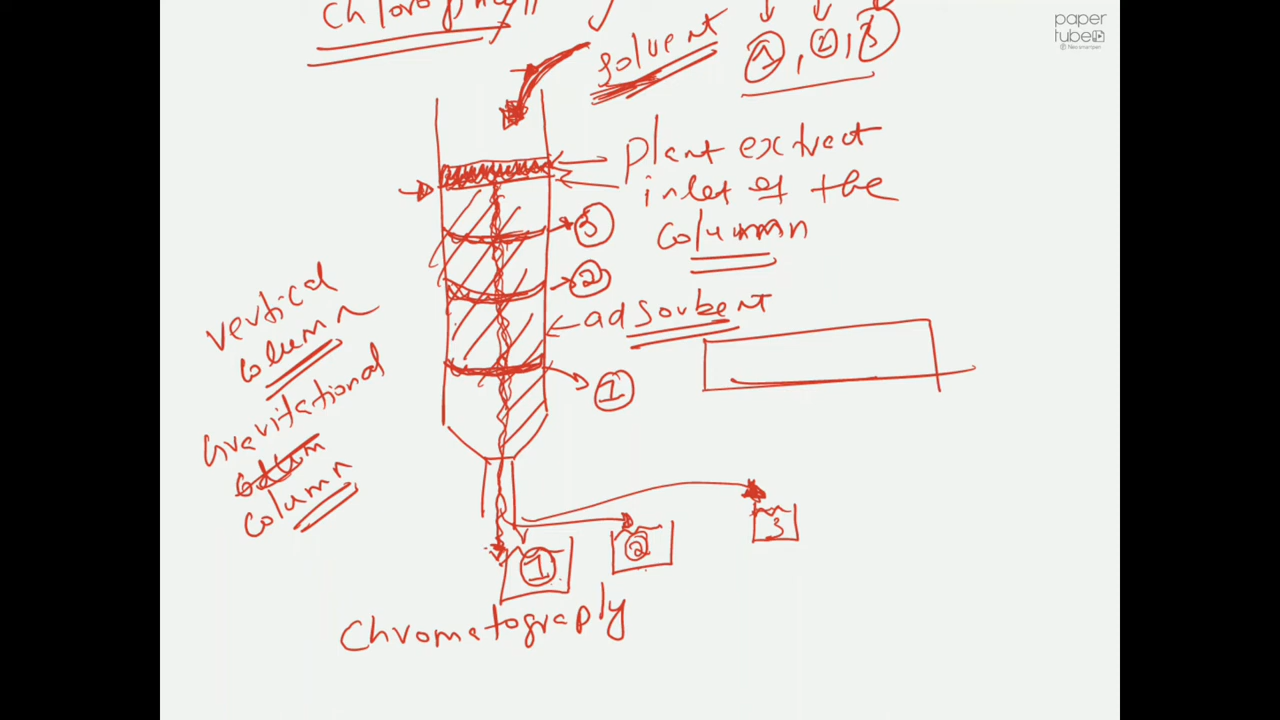 chlorophyll
paper
tube
solvent
1, 2, 3
plant extract
inlet of the
column
3
2
adsorbent
1
vertical
column
Gravitational
column
1
2
3
Chromatography